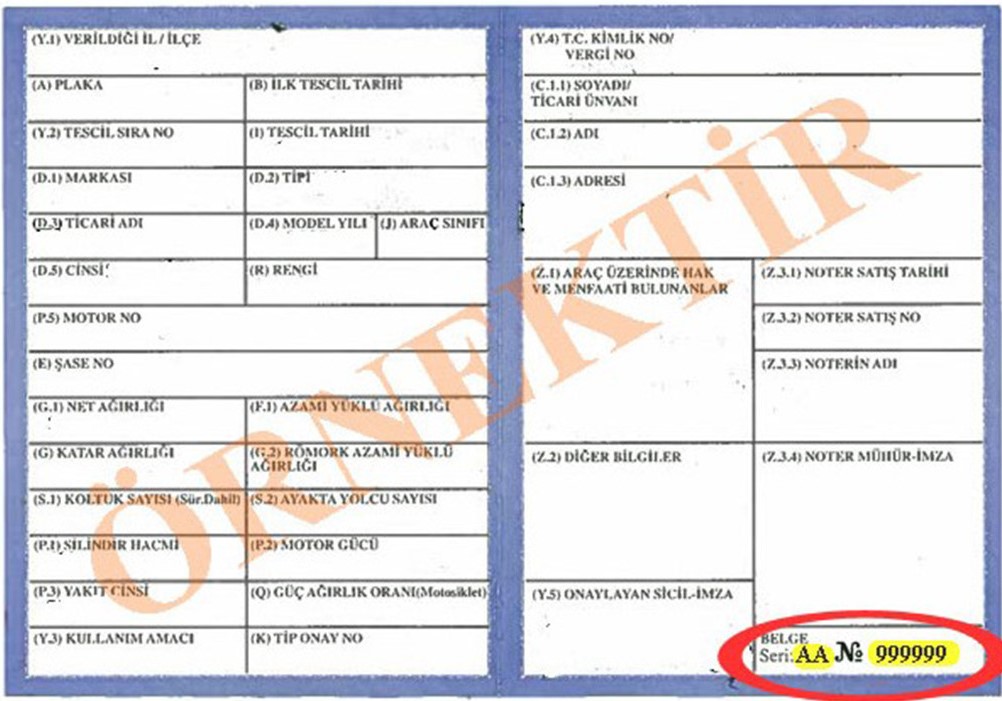 (Y.1) VERİLDİĞİ İL / İLÇE
(A) PLAKA
(B) İLK TESCİL TARİHİ
(Y.2) TESCİL SIRA NO
(I) TESCİL TARİHİ
(D.1) MARKASI
(D.2) TİPİ
(D.3) TİCARİ ADI
(D.4) MODEL YILI
(J) ARAÇ SINIFI
(D.5) CİNSİ
(R) RENGİ
(P.5) MOTOR NO
(E) ŞASE NO
(G.1) NET AĞIRLIĞI
(F.1) AZAMİ YÜKLÜ AĞIRLIĞI
(G) KATAR AĞIRLIĞI
(G.2) RÖMORK AZAMİ YÜKLÜ
AĞIRLIĞI
(S.1) KOLTUK SAYISI (Sür.Dahil)
(S.2) AYAKTA YOLCU SAYISI
(P.1) SİLİNDİR HACMİ
(P.2) MOTOR GÜCÜ
(P.3) YAKIT CİNSİ
(Q) GÜÇ AĞIRLIK ORANI(Motosiklet)
(Y.3) KULLANIM AMACI
(K) TİP ONAY NO
(Y.4) T.C. KİMLİK NO/
VERGİ NO
(C.1.1) SOYADI/
TİCARİ ÜNVANI
(C.1.2) ADI
(C.1.3) ADRESİ
(Z.1) ARAÇ ÜZERİNDE HAK
VE MENFAATİ BULUNANLAR
(Z.3.1) NOTER SATIŞ TARİHİ
(Z.3.2) NOTER SATIŞ NO
(Z.3.3) NOTERİN ADI
(Z.2) DİĞER BİLGİLER
(Z.3.4) NOTER MÜHÜR-İMZA
(Y.5) ONAYLAYAN SİCİL-İMZA
BELGE
Seri: AA № 999999
ÖRNEKTİR